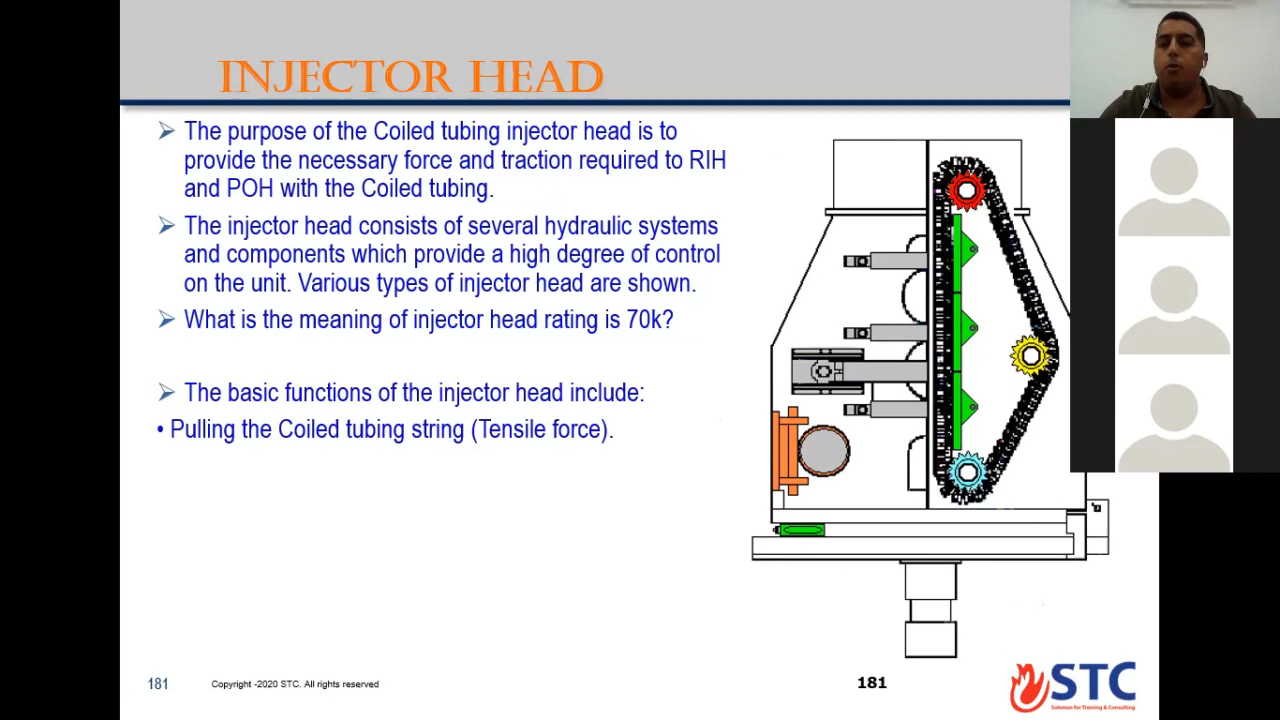 INJECTOR HEAD
➢ The purpose of the Coiled tubing injector head is to
provide the necessary force and traction required to RIH
and POH with the Coiled tubing.
➢ The injector head consists of several hydraulic systems
and components which provide a high degree of control
on the unit. Various types of injector head are shown.
➢ What is the meaning of injector head rating is 70k?
➢ The basic functions of the injector head include:
• Pulling the Coiled tubing string (Tensile force).
181
Copyright -2020 STC. All rights reserved
181
STC
Soliman for Training & Consulting